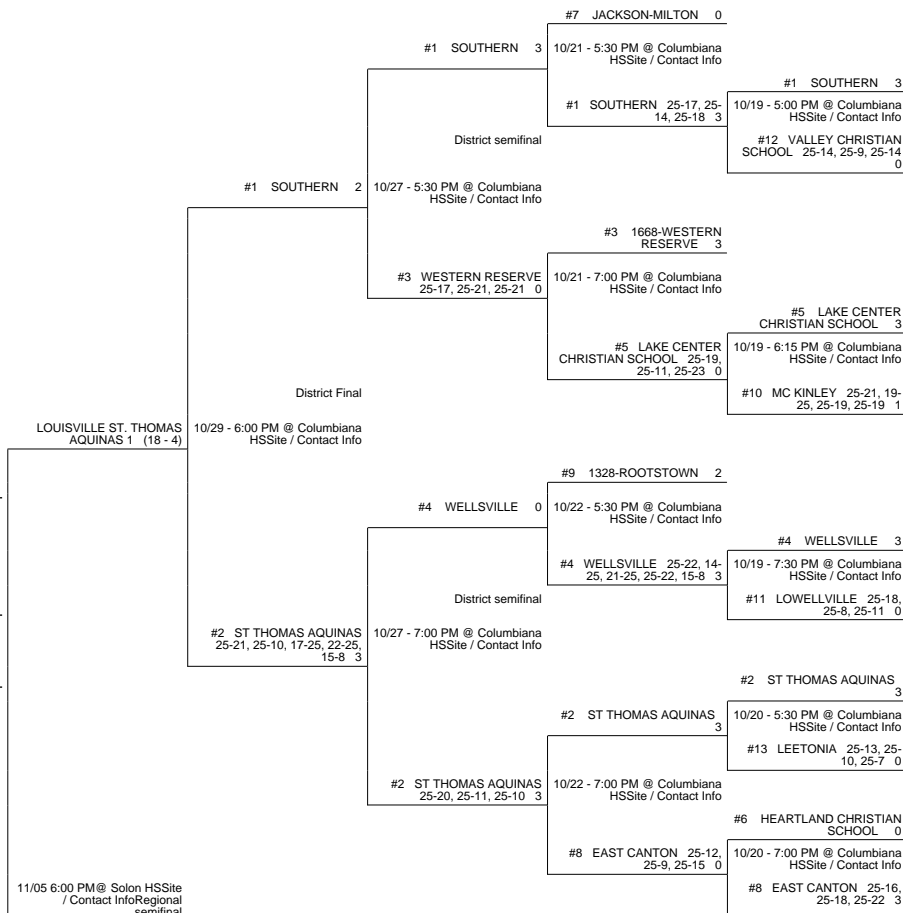 #7 JACKSON-MILTON 0
#1 SOUTHERN 3
10/21 - 5:30 PM @ Columbiana
HSSite / Contact Info
#1 SOUTHERN 3
#1 SOUTHERN 25-17, 25-
14, 25-18 3
10/19 - 5:00 PM @ Columbiana
HSSite / Contact Info
District semifinal
#12 VALLEY CHRISTIAN
SCHOOL 25-14, 25-9, 25-14
0
#1 SOUTHERN 2
10/27 - 5:30 PM @ Columbiana
HSSite / Contact Info
#3 1668-WESTERN
RESERVE 3
#3 WESTERN RESERVE
25-17, 25-21, 25-21 0
10/21 - 7:00 PM @ Columbiana
HSSite / Contact Info
#5 LAKE CENTER
CHRISTIAN SCHOOL 3
#5 LAKE CENTER
CHRISTIAN SCHOOL 25-19,
25-11, 25-23 0
10/19 - 6:15 PM @ Columbiana
HSSite / Contact Info
District Final
#10 MC KINLEY 25-21, 19-
25, 25-19, 25-19 1
LOUISVILLE ST. THOMAS
AQUINAS 1 (18 - 4)
10/29 - 6:00 PM @ Columbiana
HSSite / Contact Info
#9 1328-ROOTSTOWN 2
#4 WELLSVILLE 0
10/22 - 5:30 PM @ Columbiana
HSSite / Contact Info
#4 WELLSVILLE 3
#4 WELLSVILLE 25-22, 14-
25, 21-25, 25-22, 15-8 3
10/19 - 7:30 PM @ Columbiana
HSSite / Contact Info
District semifinal
#11 LOWELLVILLE 25-18,
25-8, 25-11 0
#2 ST THOMAS AQUINAS
25-21, 25-10, 17-25, 22-25,
15-8 3
10/27 - 7:00 PM @ Columbiana
HSSite / Contact Info
#2 ST THOMAS AQUINAS
3
#2 ST THOMAS AQUINAS
3
10/20 - 5:30 PM @ Columbiana
HSSite / Contact Info
#13 LEETONIA 25-13, 25-
10, 25-7 0
#2 ST THOMAS AQUINAS
25-20, 25-11, 25-10 3
10/22 - 7:00 PM @ Columbiana
HSSite / Contact Info
#6 HEARTLAND CHRISTIAN
SCHOOL 0
#8 EAST CANTON 25-12,
25-9, 25-15 0
10/20 - 7:00 PM @ Columbiana
HSSite / Contact Info
#8 EAST CANTON 25-16,
25-18, 25-22 3
11/05 6:00 PM@ Solon HSSite
/ Contact InfoRegional
semifinal